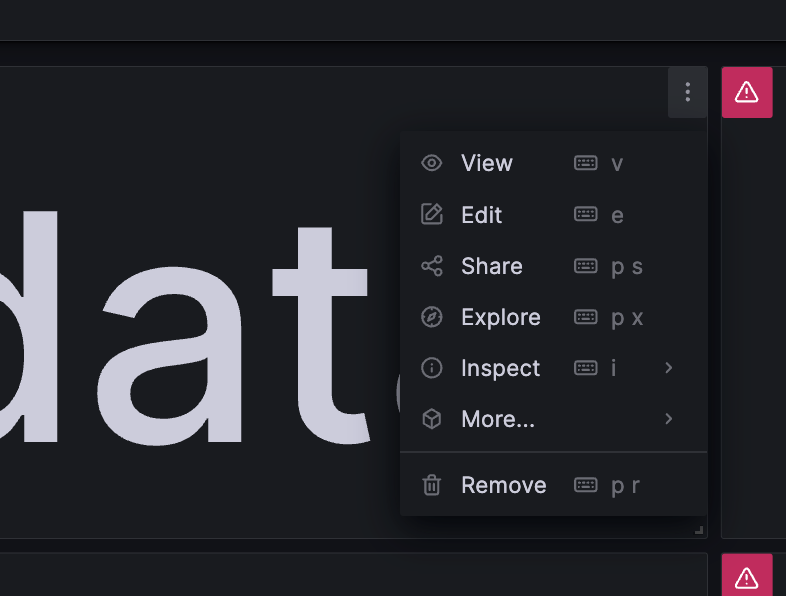 dat
View v
Edit e
Share p s
Explore p x
Inspect i
More...
Remove p r